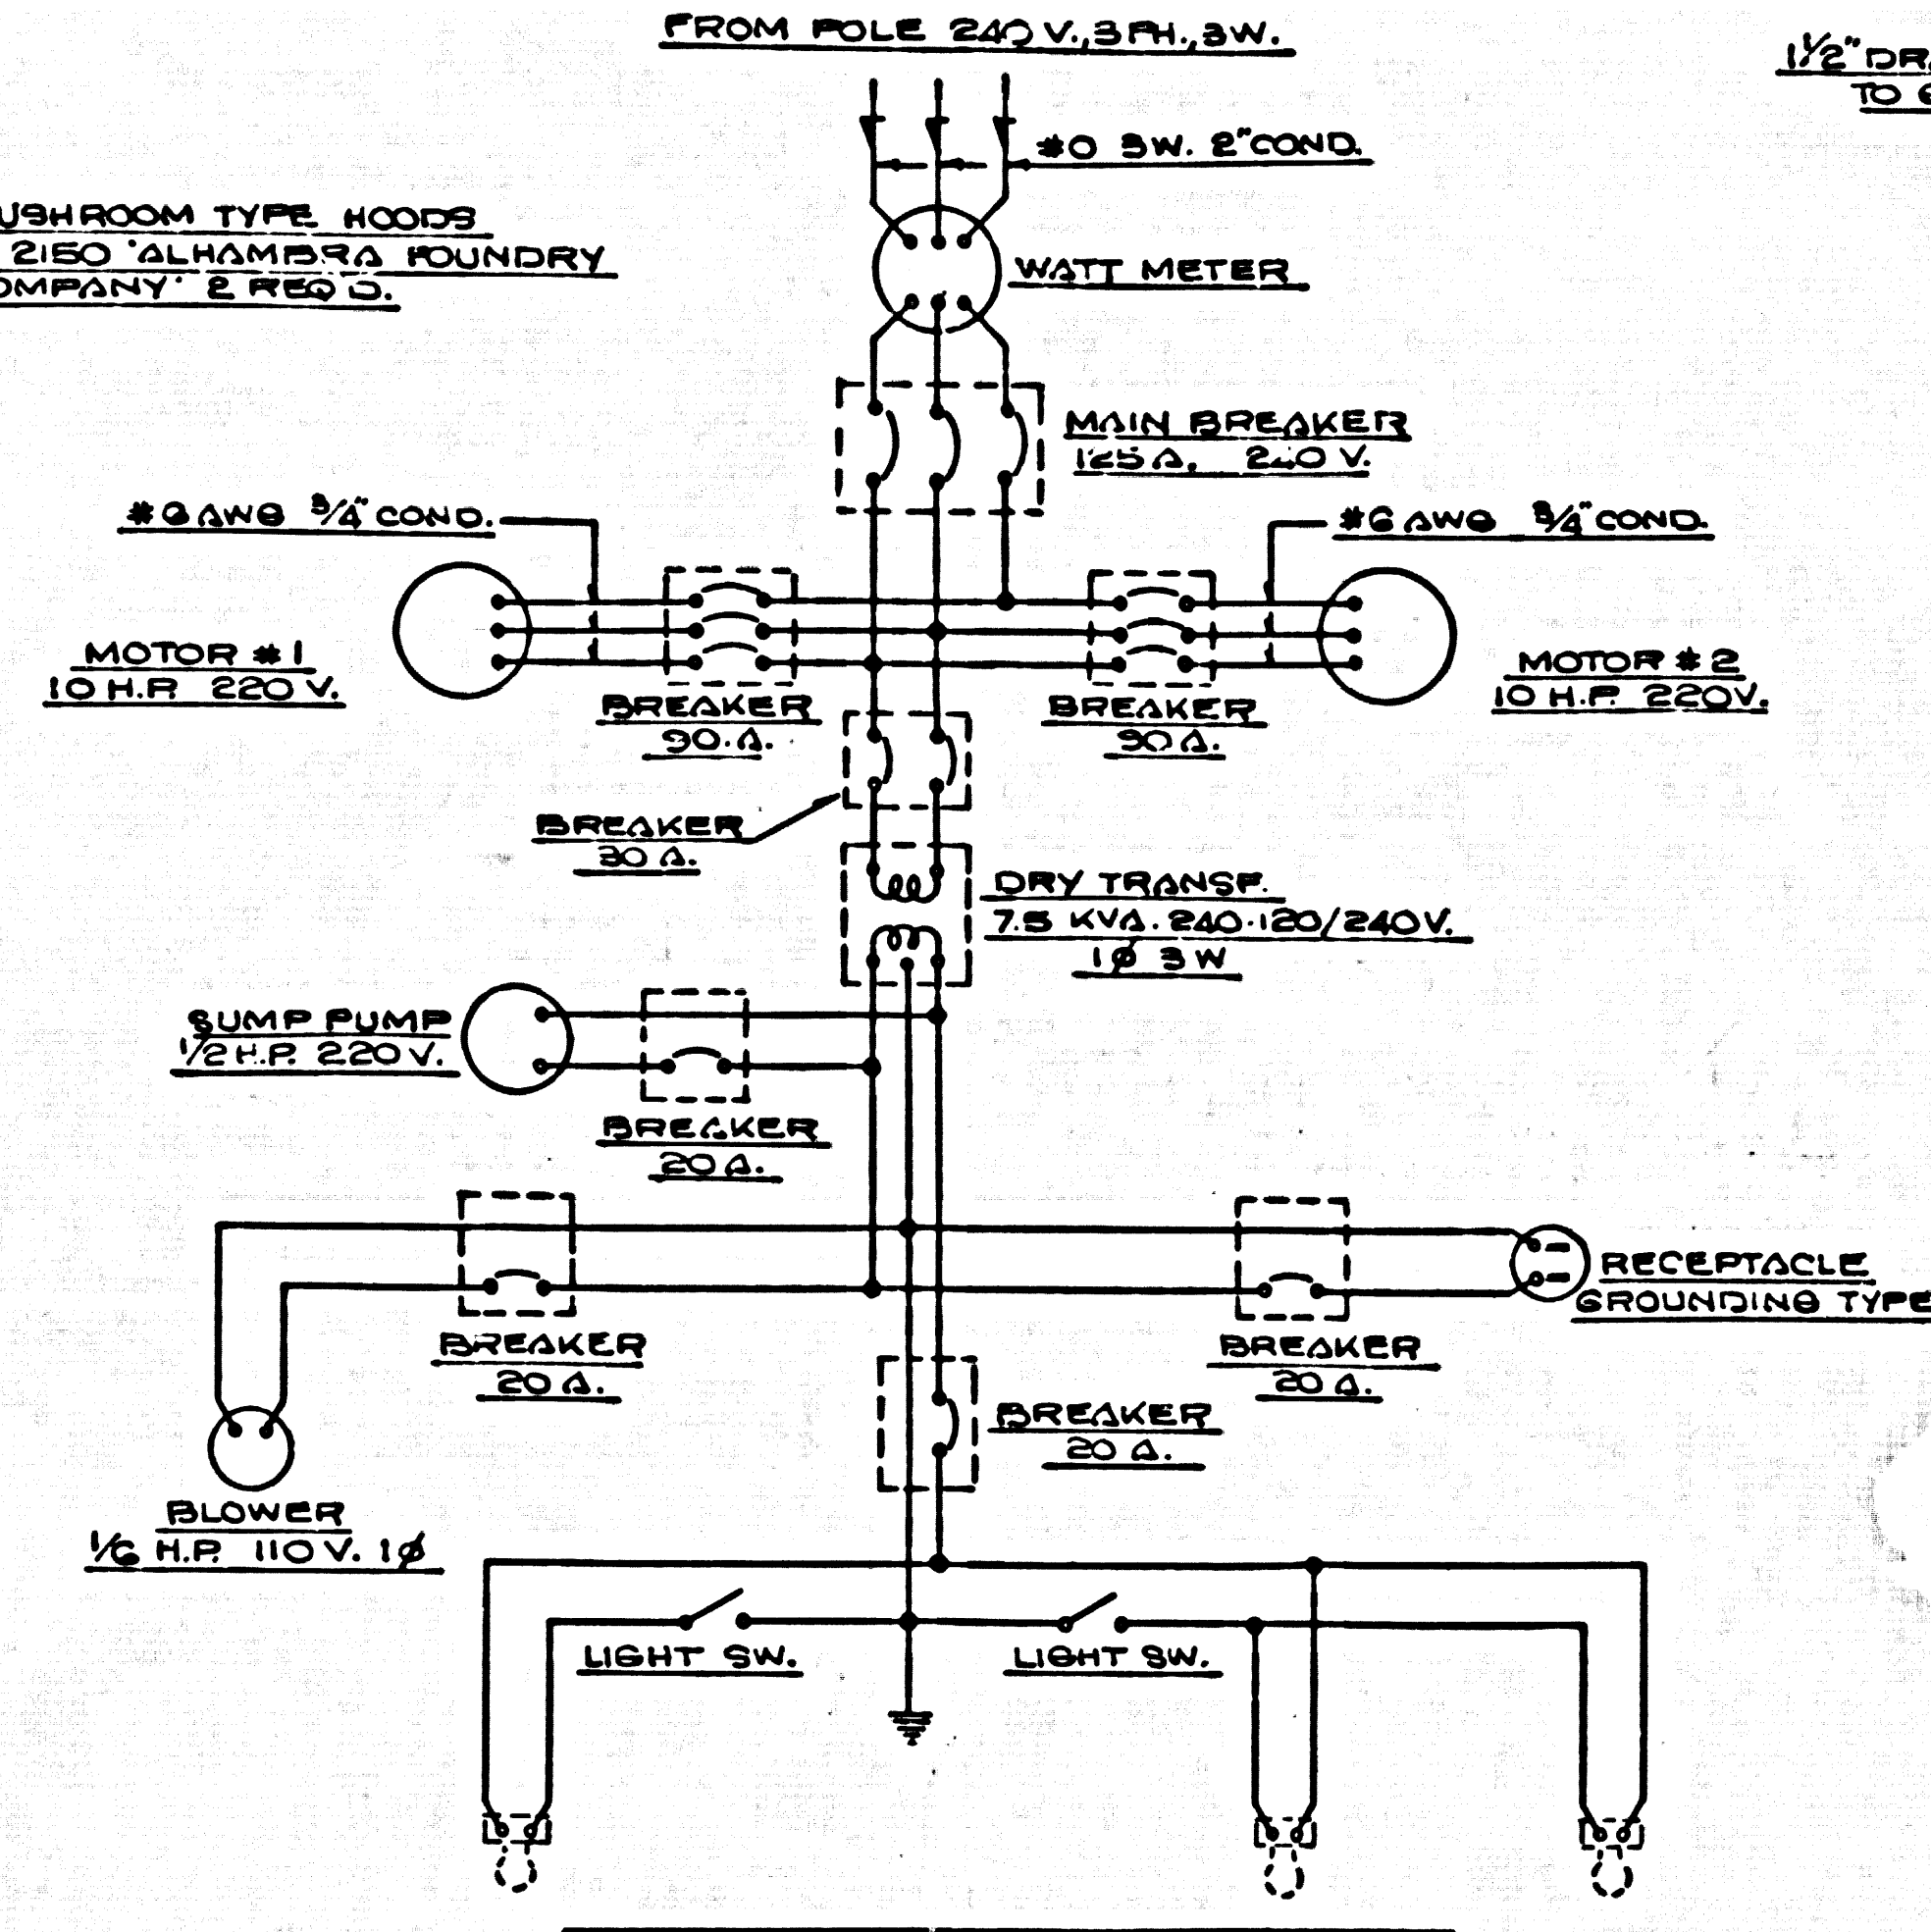 FROM POLE 240 V., 3 PH., 3W.
1½" DR
TO
#0 3W. 2" COND.
USHROOM TYPE HOODS
2150 'ALHAMBRA FOUNDRY
OMPANY' 2 REQ'D.
WATT METER
MAIN BREAKER
125 A. 240 V.
#6 AWG 3/4" COND.
#6 AWG 3/4" COND.
MOTOR #1
10 H.P. 220 V.
MOTOR #2
10 H.P. 220V.
BREAKER
90 A.
BREAKER
90 A.
BREAKER
30 A.
DRY TRANSF.
7.5 KVA. 240-120/240V.
1Ø 3W
SUMP PUMP
1/2 H.P. 220 V.
BREAKER
20 A.
RECEPTACLE
GROUNDING TYPE
BREAKER
20 A.
BREAKER
20 A.
BREAKER
20 A.
BLOWER
1/6 H.P. 110 V. 1Ø
LIGHT SW.
LIGHT SW.